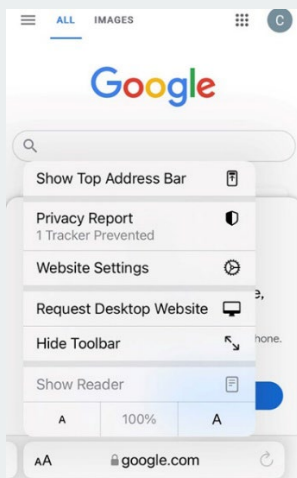 ALL IMAGES C
Google
Show Top Address Bar
Privacy Report
1 Tracker Prevented
Website Settings
e,
Request Desktop Website
Hide Toolbar
hone.
Show Reader
A 100% A
AA google.com